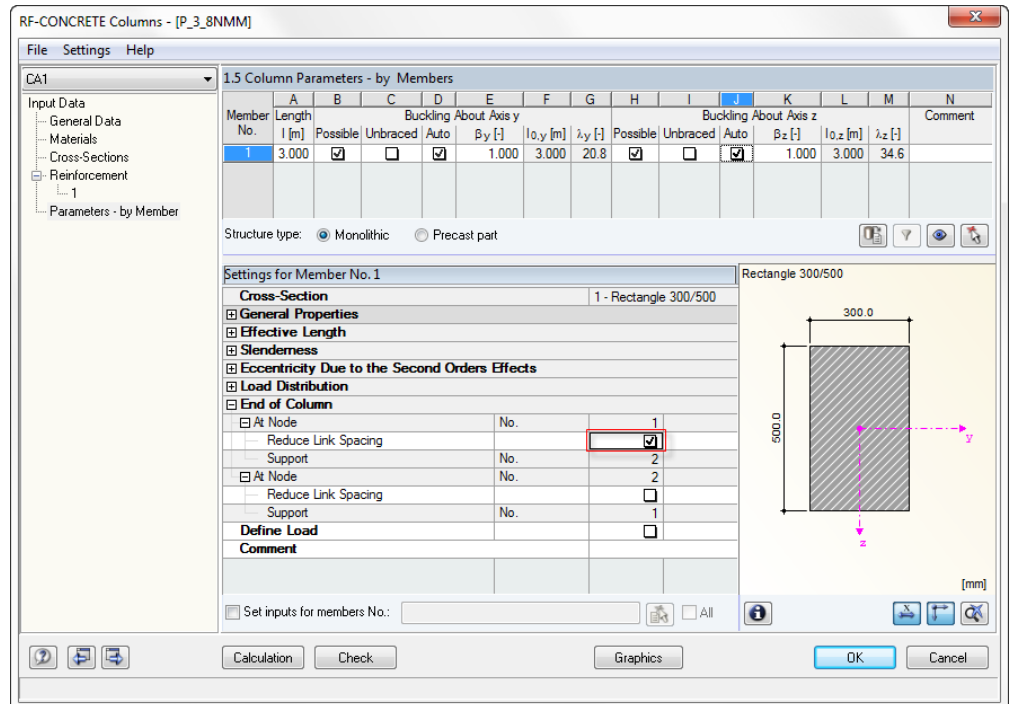 RF-CONCRETE Columns - [P_3_8NMM]
File Settings Help
CA1
Input Data
General Data
Materials
Cross-Sections
Reinforcement
1
Parameters - by Member
1.5 Column Parameters - by Members
A B C D E F G H I J K L M N
Member Length Buckling About Axis y Buckling About Axis z Comment
No. l [m] Possible Unbraced Auto βy [-] l0,y [m] λy [-] Possible Unbraced Auto βz [-] l0,z [m] λz [-]
1 3.000 1.000 3.000 20.8 1.000 3.000 34.6
Structure type: Monolithic Precast part
Settings for Member No. 1
Cross-Section 1 - Rectangle 300/500
General Properties
Effective Length
Slenderness
Eccentricity Due to the Second Orders Effects
Load Distribution
End of Column
At Node No. 1
Reduce Link Spacing
Support No. 2
At Node No. 2
Reduce Link Spacing
Support No. 1
Define Load
Comment
Set inputs for members No.: All
Rectangle 300/500
300.0
500.0
y
z
[mm]
Calculation Check Graphics OK Cancel